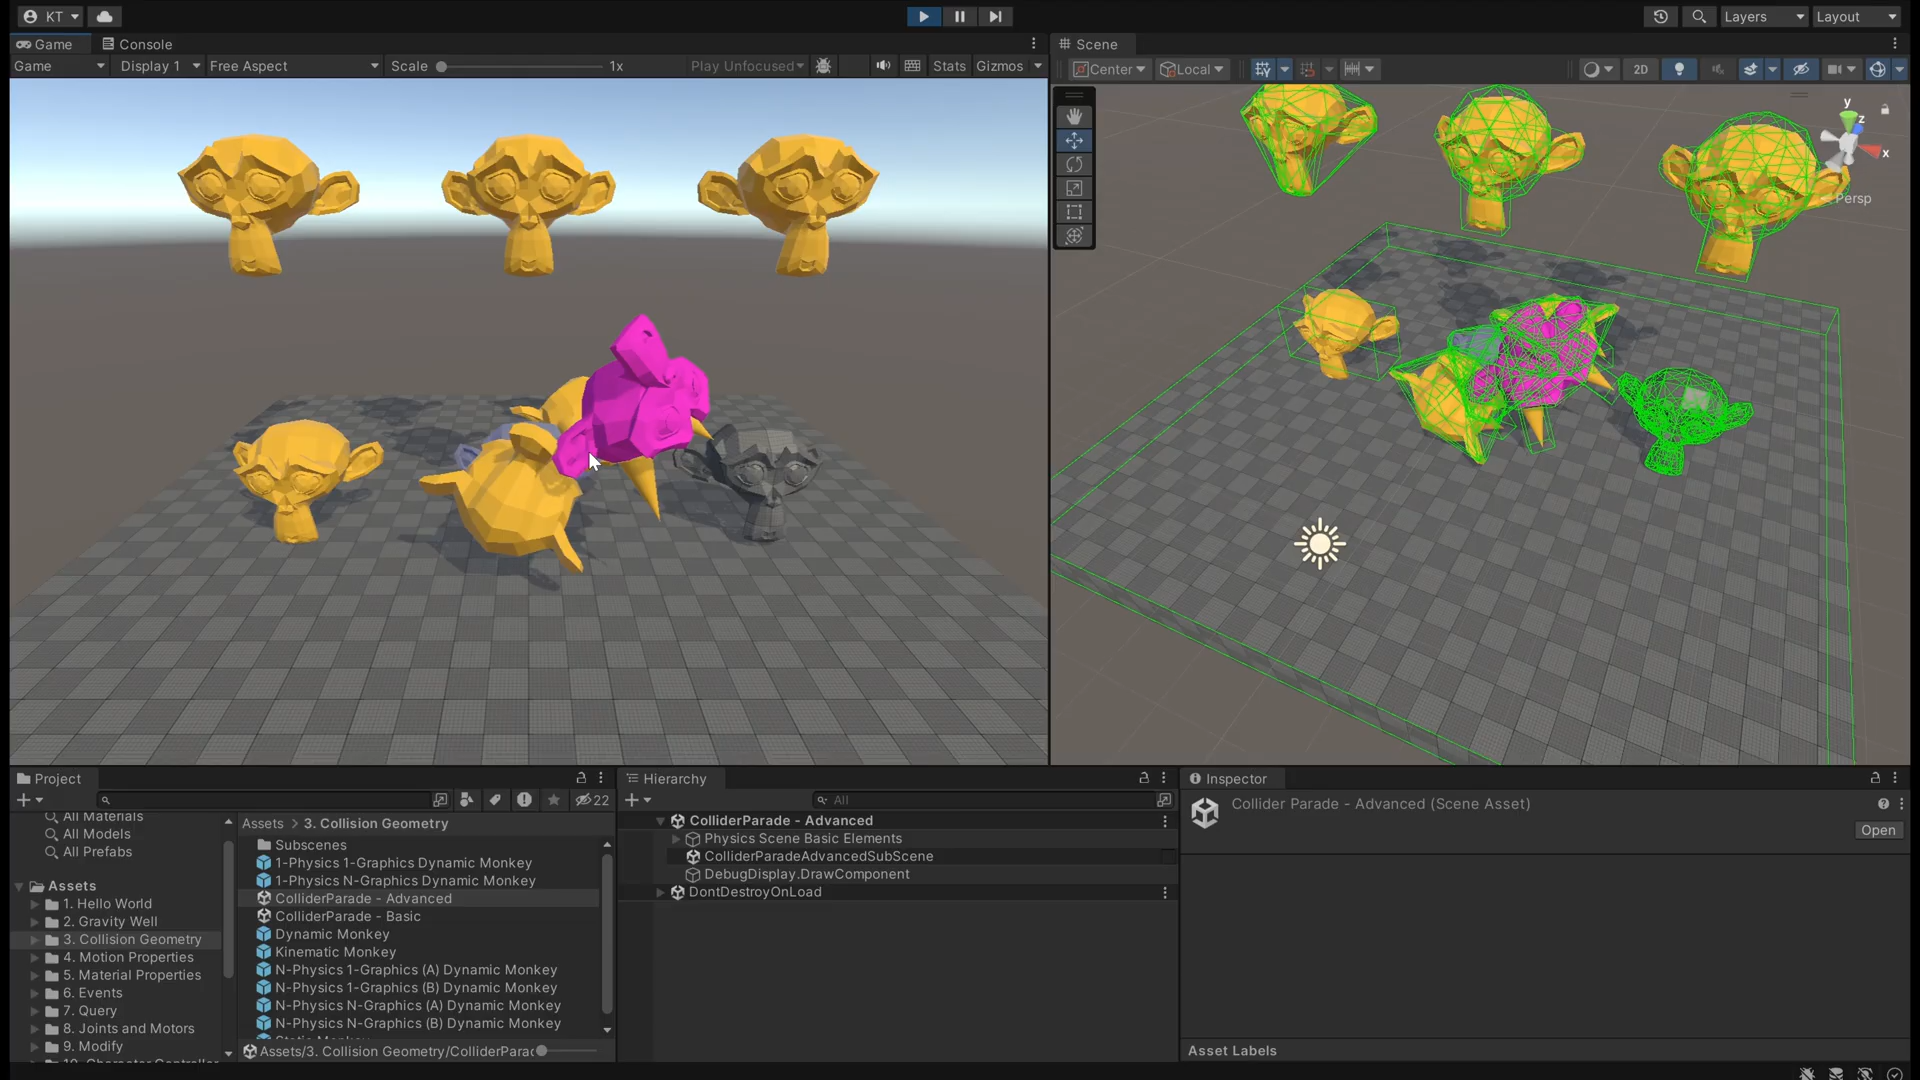 KT
Layers
Layout
Game
Console
Game
Display 1
Free Aspect
Scale
1x
Play Unfocused
Stats
Gizmos
Scene
Center
Local
2D
y
z
x
Persp
Project
22
All Materials
All Models
All Prefabs
Assets
1. Hello World
2. Gravity Well
3. Collision Geometry
4. Motion Properties
5. Material Properties
6. Events
7. Query
8. Joints and Motors
9. Modify
Assets > 3. Collision Geometry
Subscenes
1-Physics 1-Graphics Dynamic Monkey
1-Physics N-Graphics Dynamic Monkey
ColliderParade - Advanced
ColliderParade - Basic
Dynamic Monkey
Kinematic Monkey
N-Physics 1-Graphics (A) Dynamic Monkey
N-Physics 1-Graphics (B) Dynamic Monkey
N-Physics N-Graphics (A) Dynamic Monkey
N-Physics N-Graphics (B) Dynamic Monkey
Assets/3. Collision Geometry/ColliderParac
Hierarchy
All
ColliderParade - Advanced
Physics Scene Basic Elements
ColliderParadeAdvancedSubScene
DebugDisplay.DrawComponent
DontDestroyOnLoad
Inspector
Collider Parade - Advanced (Scene Asset)
Open
Asset Labels